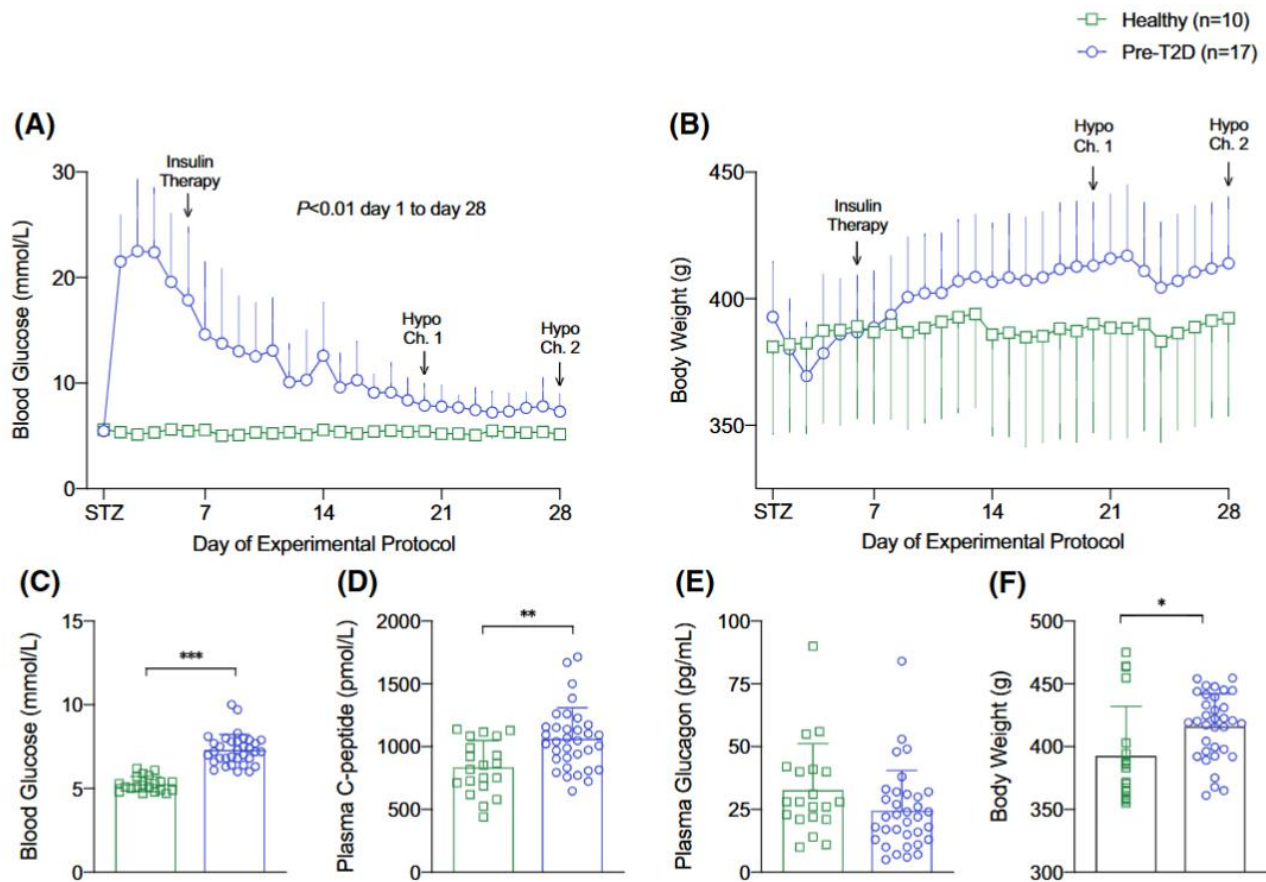 Healthy (n=10)
Pre-T2D (n=17)
(A)
Blood Glucose (mmol/L)
30
20
10
0
Insulin
Therapy
P<0.01 day 1 to day 28
Hypo
Ch. 1
Hypo
Ch. 2
STZ 7 14 21 28
Day of Experimental Protocol
(B)
Body Weight (g)
450
400
350
Insulin
Therapy
Hypo
Ch. 1
Hypo
Ch. 2
STZ 7 14 21 28
Day of Experimental Protocol
(C)
Blood Glucose (mmol/L)
15
10
5
0
***
(D)
Plasma C-peptide (pmol/L)
2000
1500
1000
500
0
**
(E)
Plasma Glucagon (pg/mL)
100
75
50
25
0
(F)
Body Weight (g)
500
450
400
350
300
*